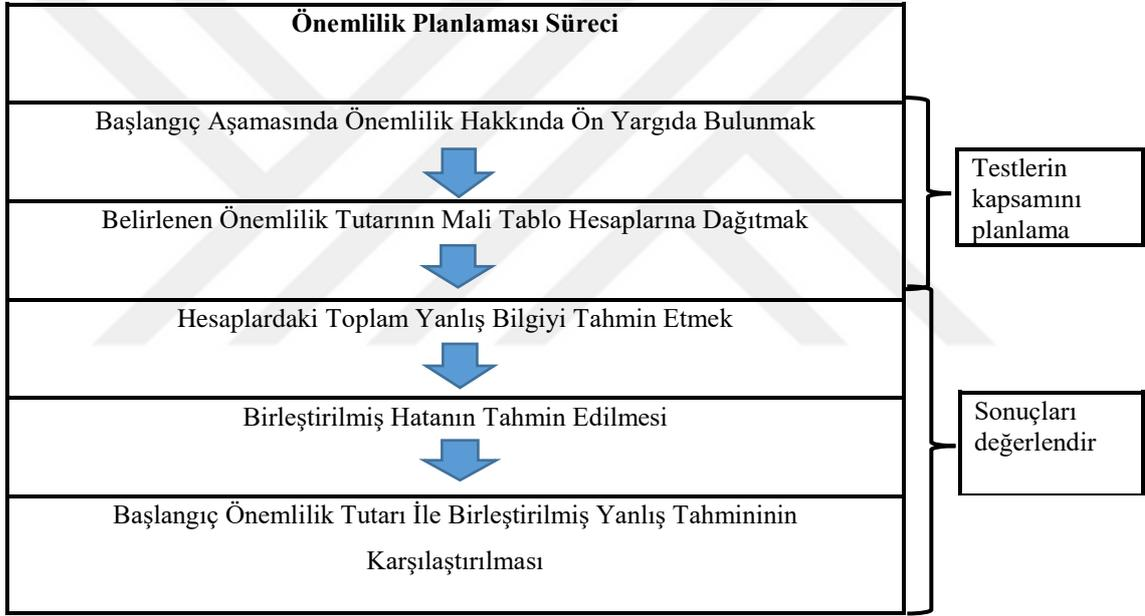 Önemlilik Planlaması Süreci
Başlangıç Aşamasında Önemlilik Hakkında Ön Yargıda Bulunmak
Belirlenen Önemlilik Tutarının Mali Tablo Hesaplarına Dağıtmak
Testlerin
kapsamını
planlama
Hesaplardaki Toplam Yanlış Bilgiyi Tahmin Etmek
Birleştirilmiş Hatanın Tahmin Edilmesi
Başlangıç Önemlilik Tutarı İle Birleştirilmiş Yanlış Tahmininin
Karşılaştırılması
Sonuçları
değerlendir